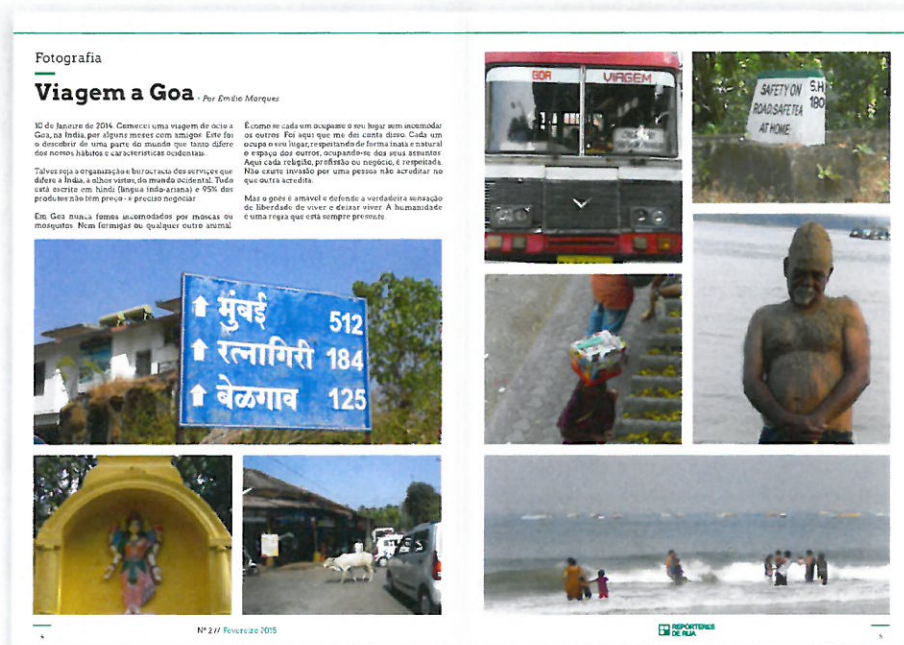 Fotografia
Viagem a Goa - Por Emílio Marques
10 de Janeiro de 2014. Comecei uma viagem de ócio a
Goa, na Índia, por alguns meses com amigos. Este foi
o descobrir de uma parte do mundo que tanto difere
dos nossos hábitos e características ocidentais.
Talvez seja a organização e burocracia dos serviços que
difere a Índia, a olhos vistos, do mundo ocidental. Tudo
está escrito em hindi (língua indo-ariana) e 95% dos
produtos não têm preço - é preciso negociar.
Em Goa nunca fomos incomodados por moscas ou
mosquitos. Nem formigas ou qualquer outro animal.
É como se cada um ocupasse o seu lugar sem incomodar
os outros. Foi aqui que me dei conta disso. Cada um
ocupa o seu lugar, respeitando de forma inata e natural
o espaço dos outros, ocupando-se dos seus assuntos.
Aqui cada religião, profissão ou negócio, é respeitada.
Não existe invasão por uma pessoa não acreditar no
que outra acredita.
Mas o goês é amável e defende a verdadeira sensação
de liberdade de viver e deixar viver. A humanidade
é uma regra que está sempre presente.
मुंबई 512
रत्नागिरी 184
बेळगाव 125
Nº 2 // Fevereiro 2015
4
GOA VIAGEM
SAFETY ON
ROAD, SAFE TEA
AT HOME
S.H
180
REPÓRTERES
DE RUA
5